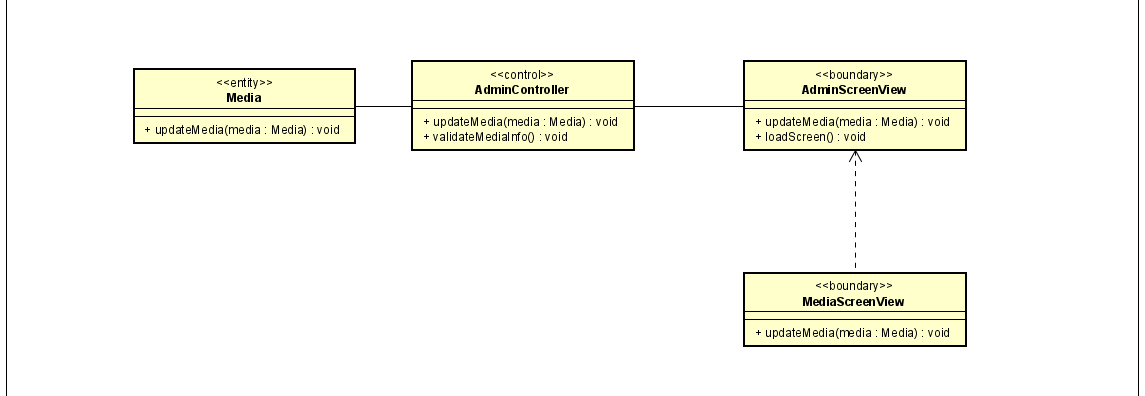 <<entity>>
Media
+ updateMedia(media : Media) : void
<<control>>
AdminController
+ updateMedia(media : Media) : void
+ validateMediaInfo() : void
<<boundary>>
AdminScreenView
+ updateMedia(media : Media) : void
+ loadScreen() : void
<<boundary>>
MediaScreenView
+ updateMedia(media : Media) : void